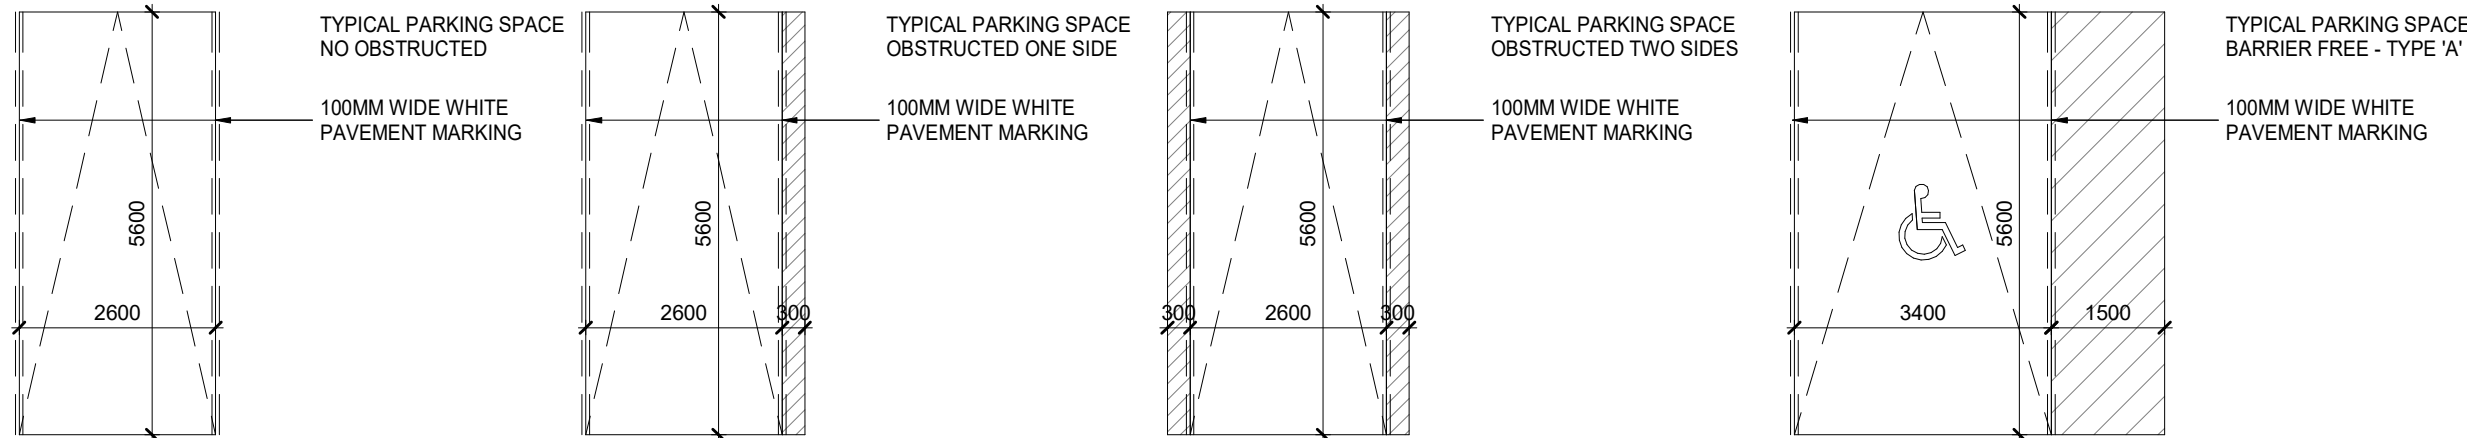 TYPICAL PARKING SPACE
NO OBSTRUCTED
100MM WIDE WHITE
PAVEMENT MARKING
5600
2600
TYPICAL PARKING SPACE
OBSTRUCTED ONE SIDE
100MM WIDE WHITE
PAVEMENT MARKING
5600
2600
300
TYPICAL PARKING SPACE
OBSTRUCTED TWO SIDES
100MM WIDE WHITE
PAVEMENT MARKING
5600
300
2600
300
TYPICAL PARKING SPACE
BARRIER FREE - TYPE 'A'
100MM WIDE WHITE
PAVEMENT MARKING
5600
3400
1500